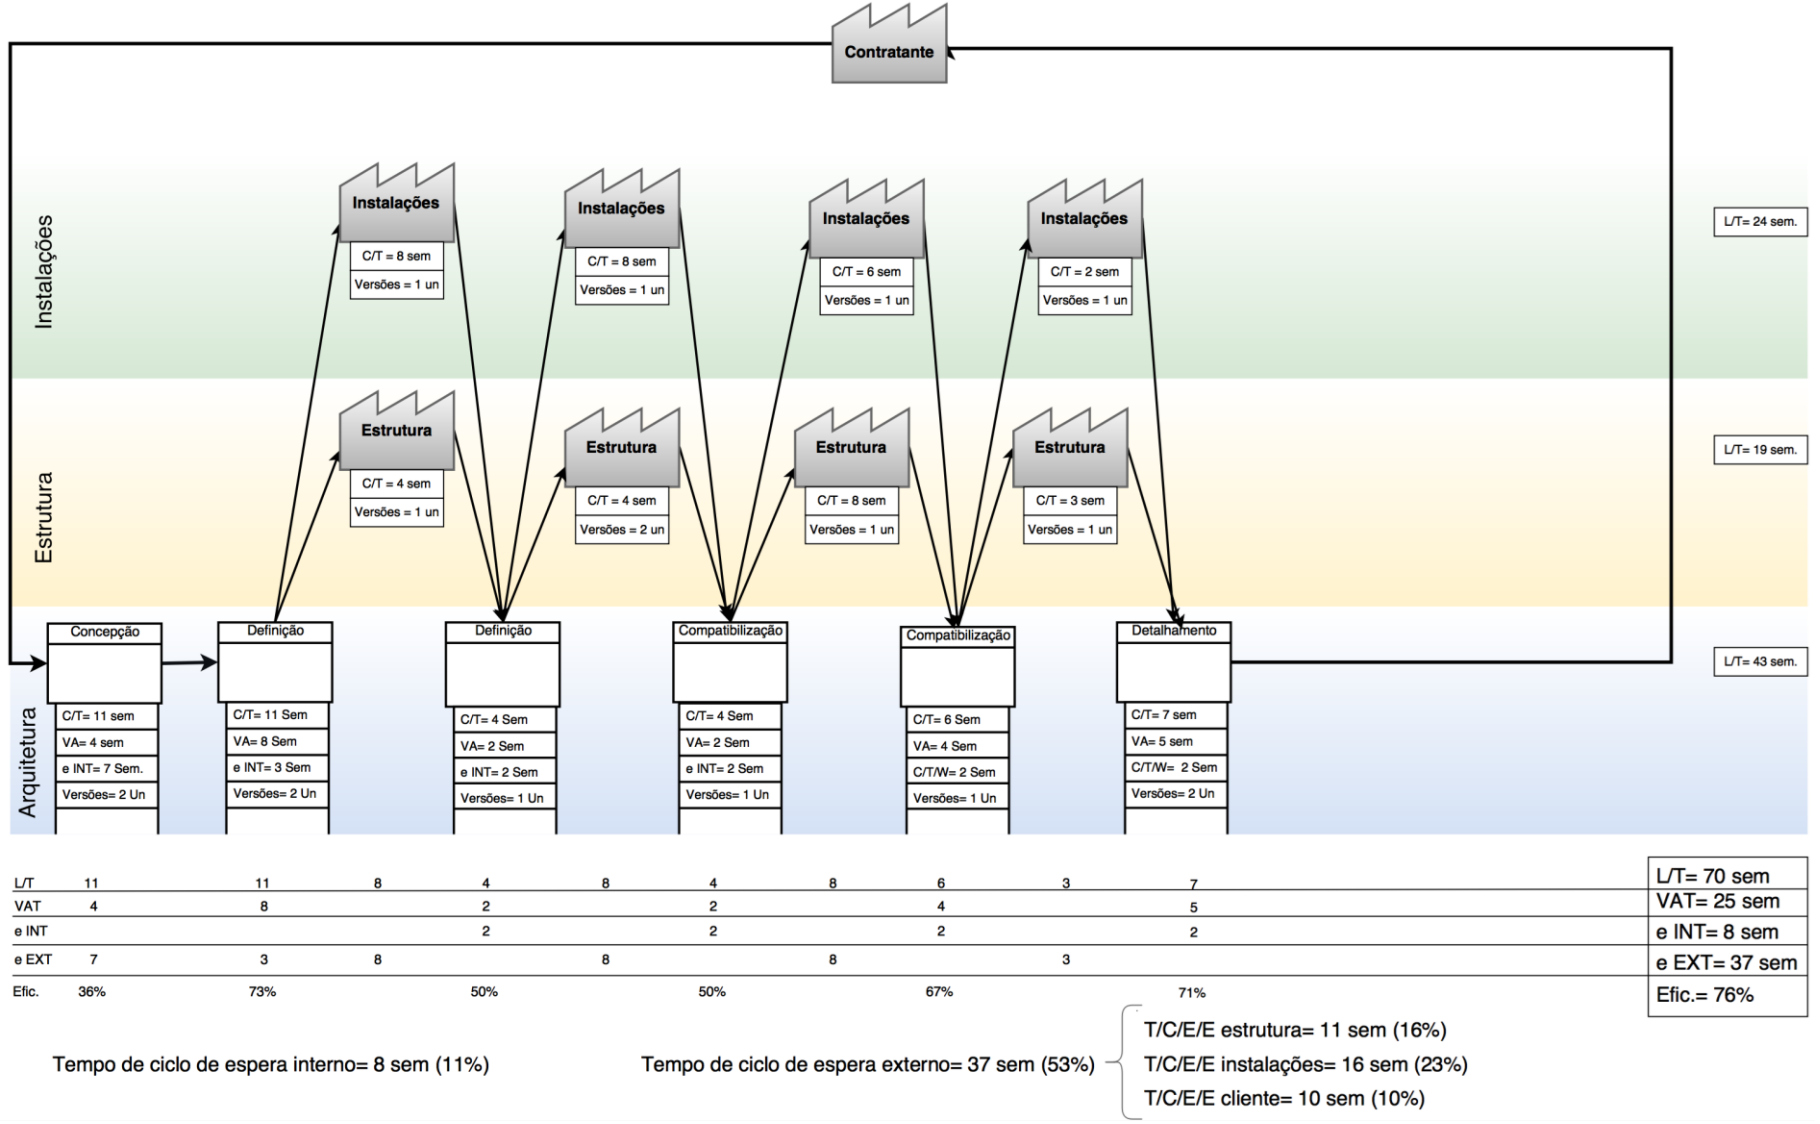 Contratante
Instalações
Instalações
C/T = 8 sem
Versões = 1 un
Instalações
C/T = 8 sem
Versões = 1 un
Instalações
C/T = 6 sem
Versões = 1 un
Instalações
C/T = 2 sem
Versões = 1 un
L/T= 24 sem.
Estrutura
Estrutura
C/T = 4 sem
Versões = 1 un
Estrutura
C/T = 4 sem
Versões = 2 un
Estrutura
C/T = 8 sem
Versões = 1 un
Estrutura
C/T = 3 sem
Versões = 1 un
L/T= 19 sem.
Arquitetura
Concepção
C/T= 11 sem
VA= 4 sem
e INT= 7 Sem.
Versões= 2 Un
Definição
C/T= 11 Sem
VA= 8 Sem
e INT= 3 Sem
Versões= 2 Un
Definição
C/T= 4 Sem
VA= 2 Sem
e INT= 2 Sem
Versões= 1 Un
Compatibilização
C/T= 4 Sem
VA= 2 Sem
e INT= 2 Sem
Versões= 1 Un
Compatibilização
C/T= 6 Sem
VA= 4 Sem
C/T/W= 2 Sem
Versões= 1 Un
Detalhamento
C/T= 7 sem
VA= 5 sem
C/T/W= 2 Sem
Versões= 2 Un
L/T= 43 sem.
L/T 11 11 8 4 8 4 8 6 3 7 L/T= 70 sem
VAT 4 8 2 2 4 5 VAT= 25 sem
e INT 2 2 2 2 e INT= 8 sem
e EXT 7 3 8 8 8 3 e EXT= 37 sem
Efic. 36% 73% 50% 50% 67% 71% Efic.= 76%
Tempo de ciclo de espera interno= 8 sem (11%)
Tempo de ciclo de espera externo= 37 sem (53%)
T/C/E/E estrutura= 11 sem (16%)
T/C/E/E instalações= 16 sem (23%)
T/C/E/E cliente= 10 sem (10%)